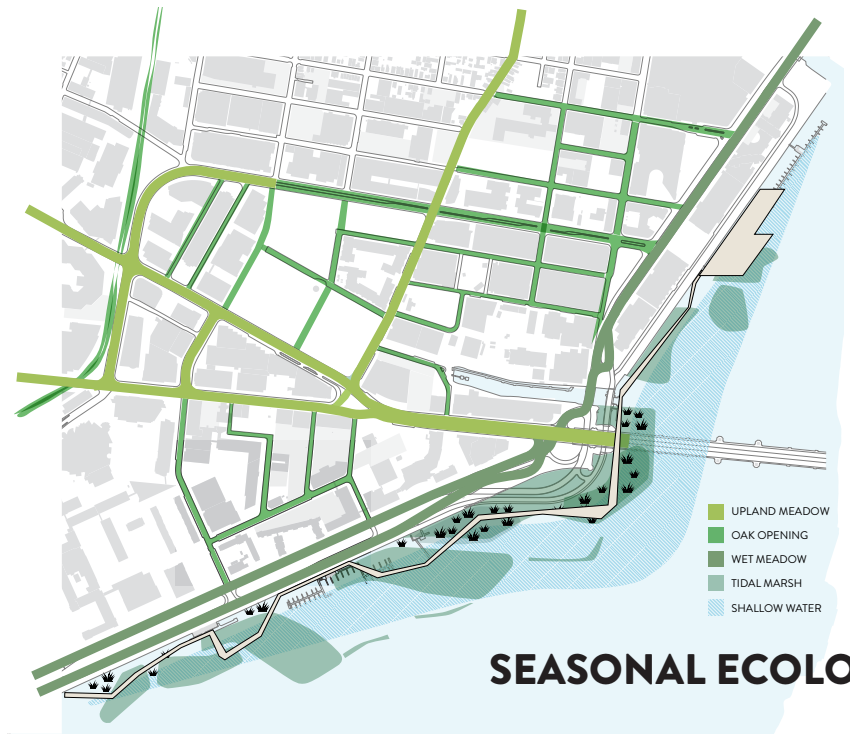 UPLAND MEADOW
OAK OPENING
WET MEADOW
TIDAL MARSH
SHALLOW WATER
SEASONAL ECOLO